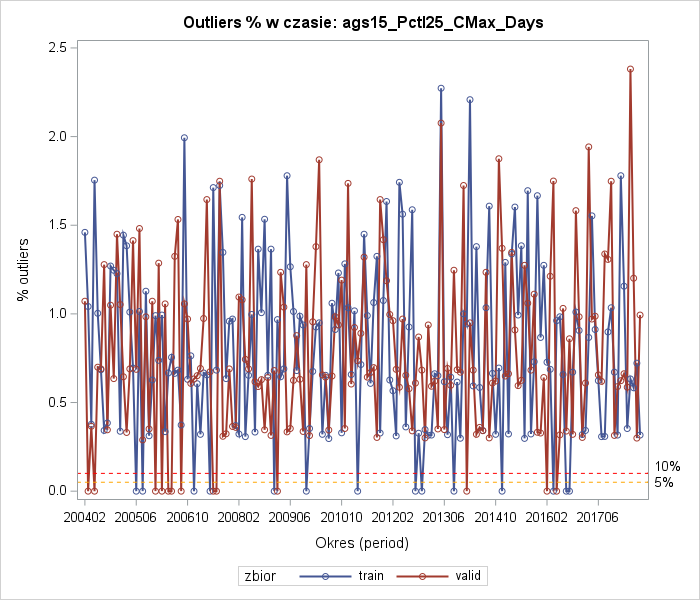 Outliers % w czasie: ags15_Pctl25_CMax_Days
2.5
2.0
1.5
1.0
0.5
0.0
% outliers
10%
5%
200402 200506 200610 200802 200906 201010 201202 201306 201410 201602 201706
Okres (period)
zbior train valid